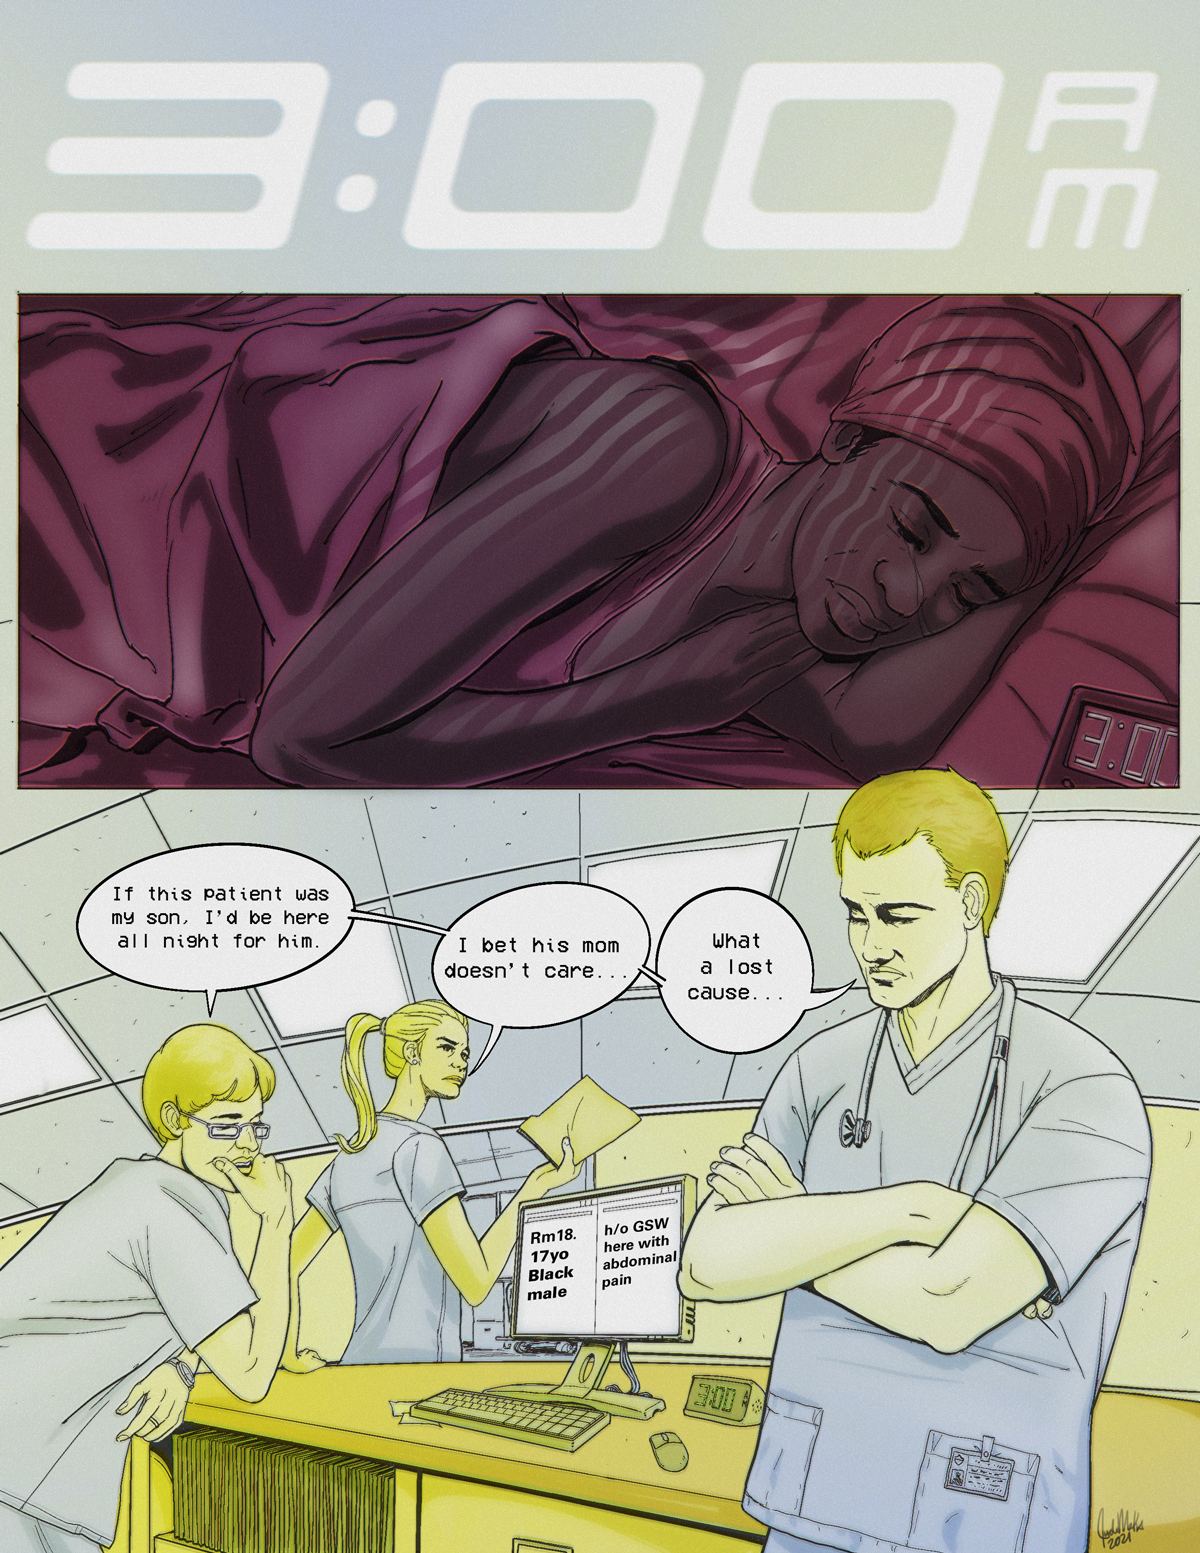 3:00 AM
3:00
If this patient was
my son, I'd be here
all night for him.
I bet his mom
doesn't care...
What
a lost
cause...
Rm18.
17yo
Black
male
h/o GSW
here with
abdominal
pain
3:00
2021